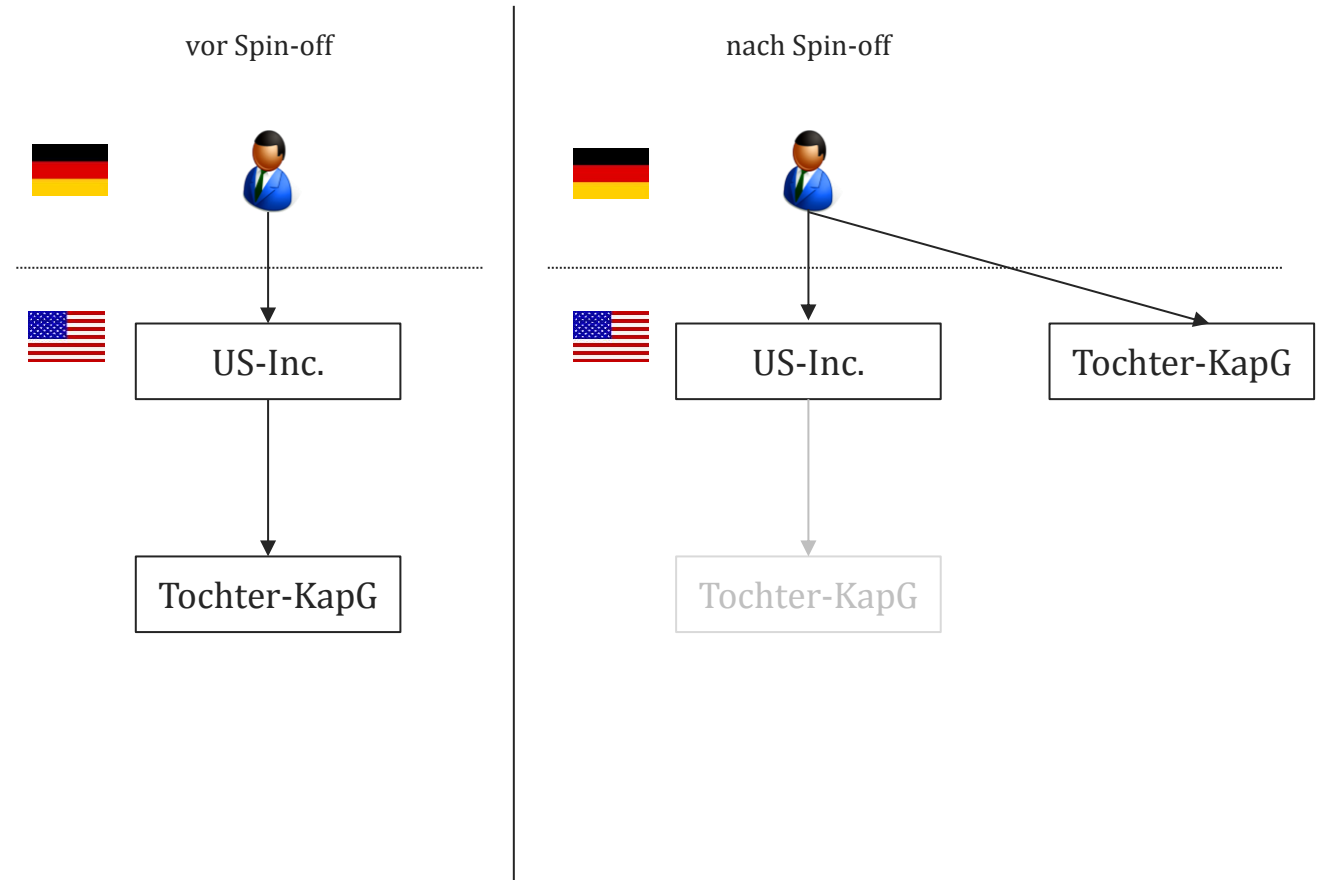 vor Spin-off
nach Spin-off
US-Inc.
US-Inc.
Tochter-KapG
Tochter-KapG
Tochter-KapG